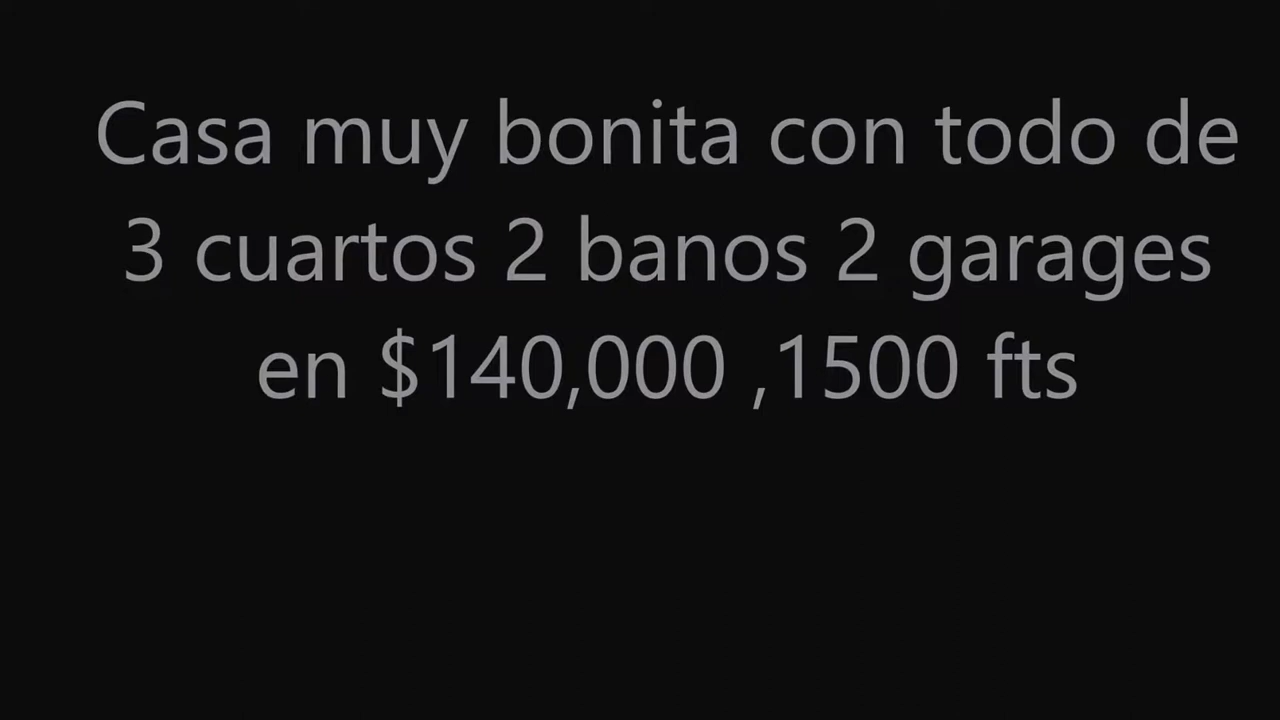 Casa muy bonita con todo de
3 cuartos 2 banos 2 garages
en $140,000 ,1500 fts